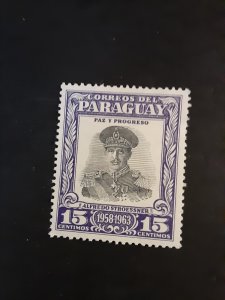 CORREOS DEL
PARAGUAY
PAZ Y PROGRESO
ALFREDO STROESSNER
15 1958-1963 15
CENTIMOS CENTIMOS